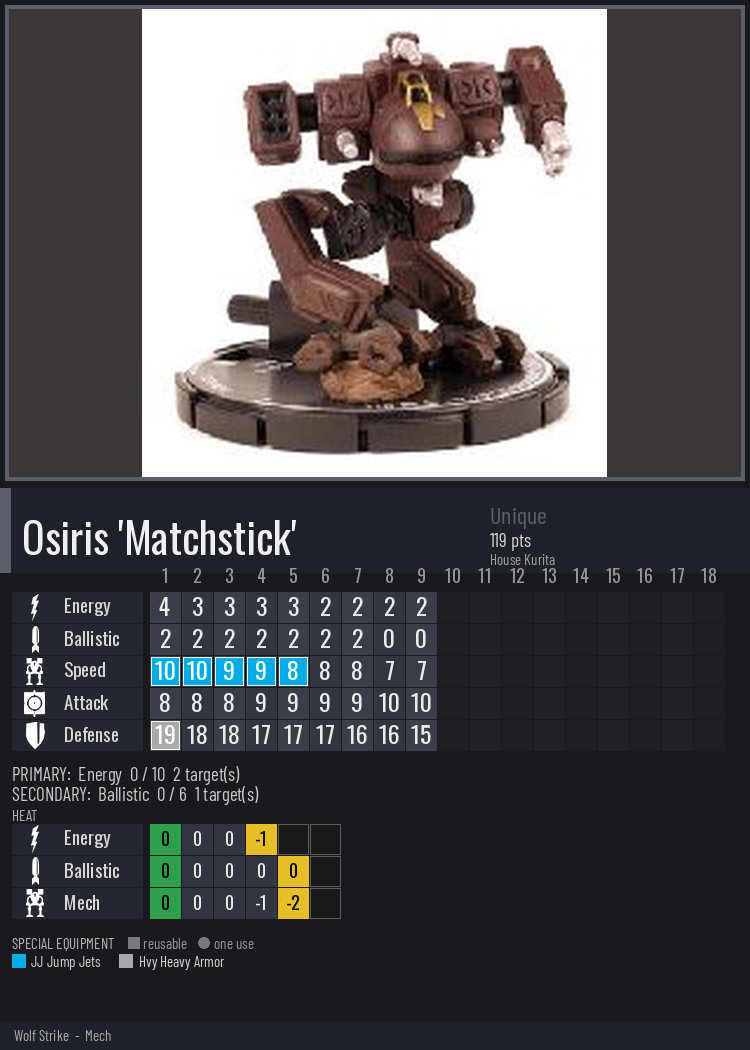 Osiris 'Matchstick'
Unique
119 pts
House Kurita
1 2 3 4 5 6 7 8 9 10 11 12 13 14 15 16 17 18
Energy 4 3 3 3 3 2 2 2 2
Ballistic 2 2 2 2 2 2 2 0 0
Speed 10 10 9 9 8 8 8 7 7
Attack 8 8 8 9 9 9 9 10 10
Defense 19 18 18 17 17 17 16 16 15
PRIMARY: Energy 0 / 10 2 target(s)
SECONDARY: Ballistic 0 / 6 1 target(s)
HEAT
Energy 0 0 0 -1
Ballistic 0 0 0 0 0
Mech 0 0 0 -1 -2
SPECIAL EQUIPMENT reusable one use
JJ Jump Jets Hvy Heavy Armor
Wolf Strike - Mech